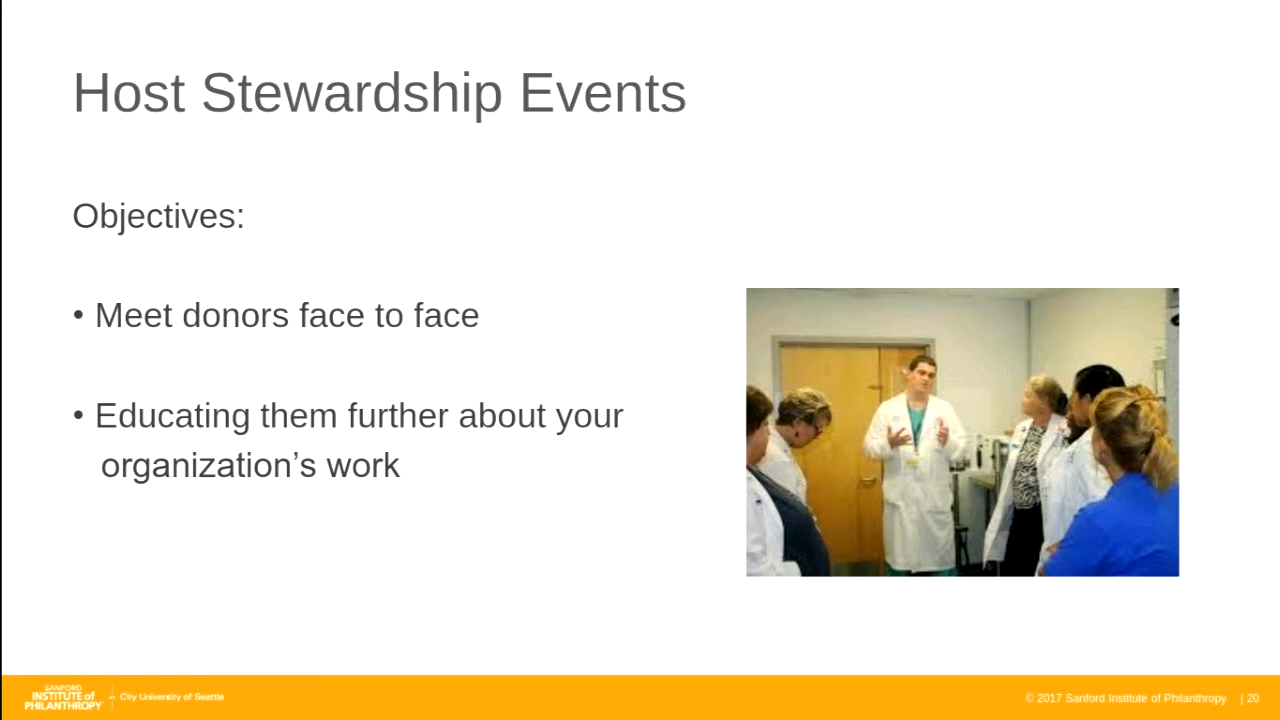 Host Stewardship Events
Objectives:
• Meet donors face to face
• Educating them further about your
organization’s work
SANFORD
INSTITUTE of
PHILANTHROPY
AT
City University of Seattle
© 2017 Sanford Institute of Philanthropy | 20